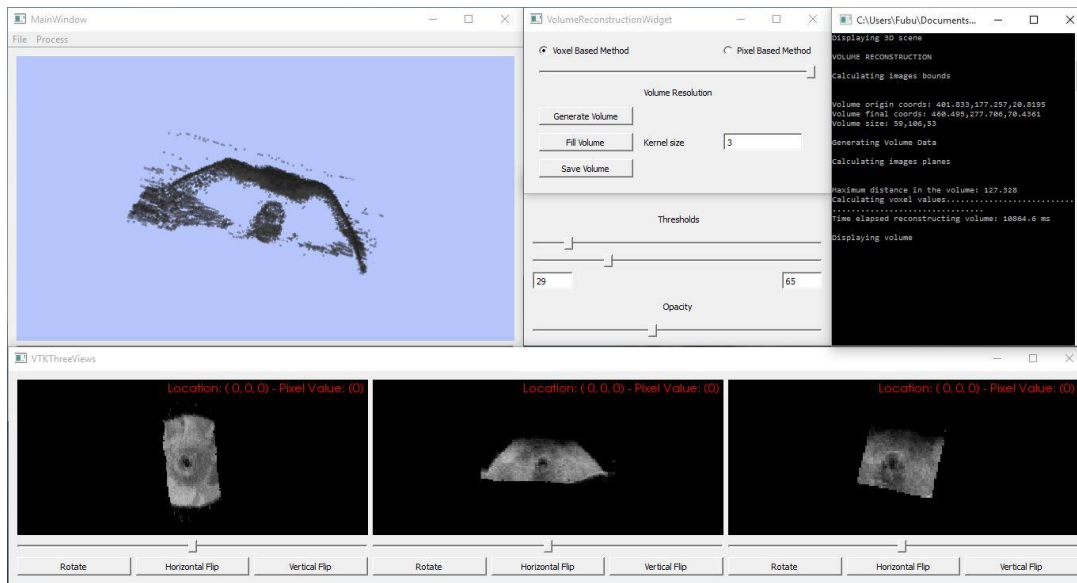 MainWindow
File Process
VolumeReconstructionWidget
Voxel Based Method Pixel Based Method
Volume Resolution
Generate Volume
Fill Volume Kernel size 3
Save Volume
Thresholds
29 65
Opacity
C:\Users\Fubu\Documents...
Displaying 3D scene
VOLUME RECONSTRUCTION
Calculating images bounds
Volume origin coords: 401.833,177.257,20.8195
Volume final coords: 460.495,277.706,70.4361
Volume size: 59,106,53
Generating Volume Data
Calculating images planes
Maximum distance in the volume: 127.328
Calculating voxel values...........................
................................
Time elapsed reconstructing volume: 10864.6 ms
Displaying volume
VTKThreeViews
Location: ( 0, 0, 0) - Pixel Value: (0)
Location: ( 0, 0, 0) - Pixel Value: (0)
Location: ( 0, 0, 0) - Pixel Value: (0)
Rotate Horizontal Flip Vertical Flip Rotate Horizontal Flip Vertical Flip Rotate Horizontal Flip Vertical Flip